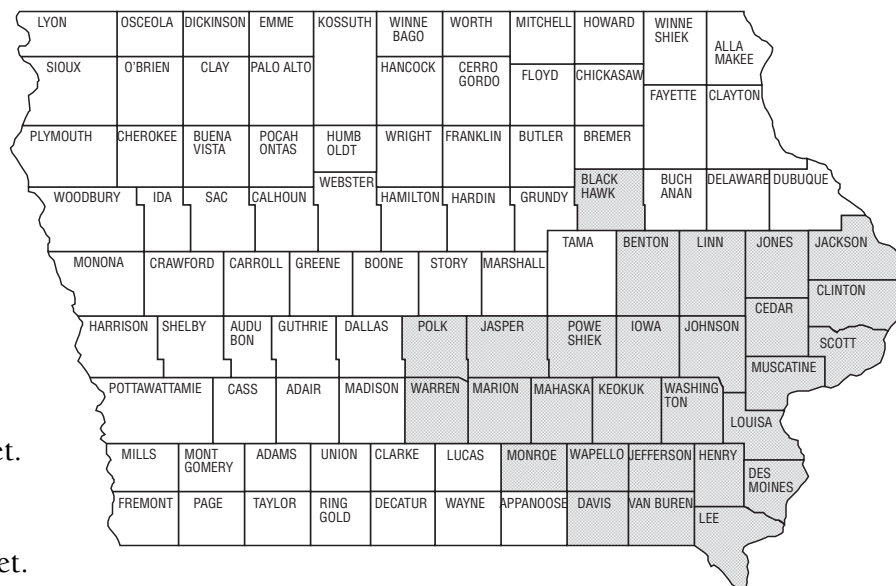 LYON OSCEOLA DICKINSON EMME KOSSUTH WINNE BAGO WORTH MITCHELL HOWARD WINNE SHIEK ALLA MAKEE
SIOUX O'BRIEN CLAY PALO ALTO HANCOCK CERRO GORDO FLOYD CHICKASAW
FAYETTE CLAYTON
PLYMOUTH CHEROKEE BUENA VISTA POCAH ONTAS HUMB OLDT WRIGHT FRANKLIN BUTLER BREMER
WOODBURY IDA SAC CALHOUN WEBSTER HAMILTON HARDIN GRUNDY BLACK HAWK BUCH ANAN DELAWARE DUBUQUE
MONONA CRAWFORD CARROLL GREENE BOONE STORY MARSHALL TAMA BENTON LINN JONES JACKSON
CLINTON
CEDAR
HARRISON SHELBY AUDU BON GUTHRIE DALLAS POLK JASPER POWE SHIEK IOWA JOHNSON SCOTT
MUSCATINE
POTTAWATTAMIE CASS ADAIR MADISON WARREN MARION MAHASKA KEOKUK WASHING TON
LOUISA
et.
MILLS MONT GOMERY ADAMS UNION CLARKE LUCAS MONROE WAPELLO JEFFERSON HENRY
DES MOINES
FREMONT PAGE TAYLOR RING GOLD DECATUR WAYNE APPANOOSE DAVIS VAN BUREN LEE
et.